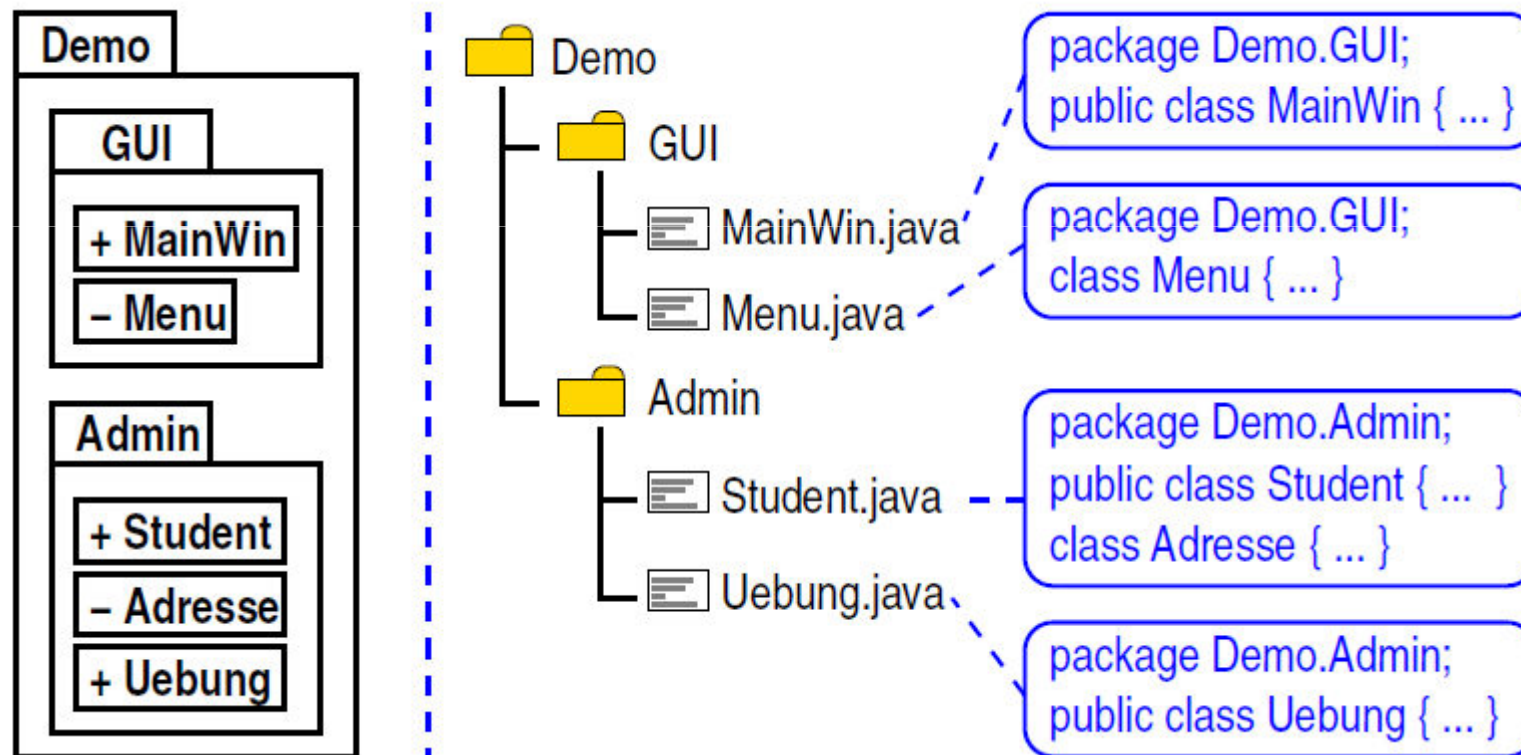 Demo
GUI
+ MainWin
− Menu
Admin
+ Student
− Adresse
+ Uebung
Demo
GUI
MainWin.java
Menu.java
Admin
Student.java
Uebung.java
package Demo.GUI;
public class MainWin { ... }
package Demo.GUI;
class Menu { ... }
package Demo.Admin;
public class Student { ... }
class Adresse { ... }
package Demo.Admin;
public class Uebung { ... }